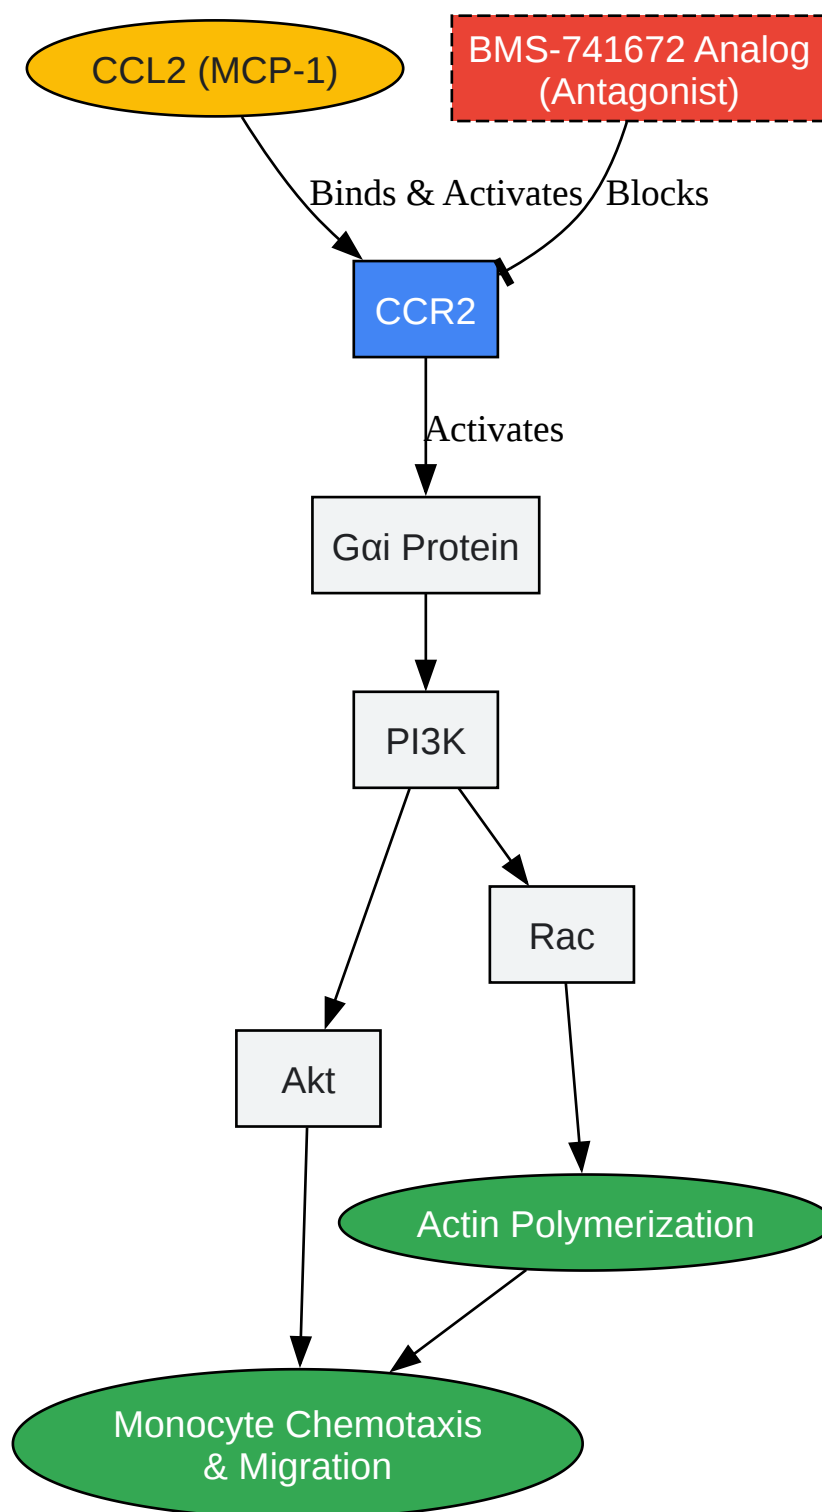 CCL2 (MCP-1)
BMS-741672 Analog
(Antagonist)
Binds & Activates
Blocks
CCR2
Activates
Gαi Protein
PI3K
Rac
Akt
Actin Polymerization
Monocyte Chemotaxis
& Migration